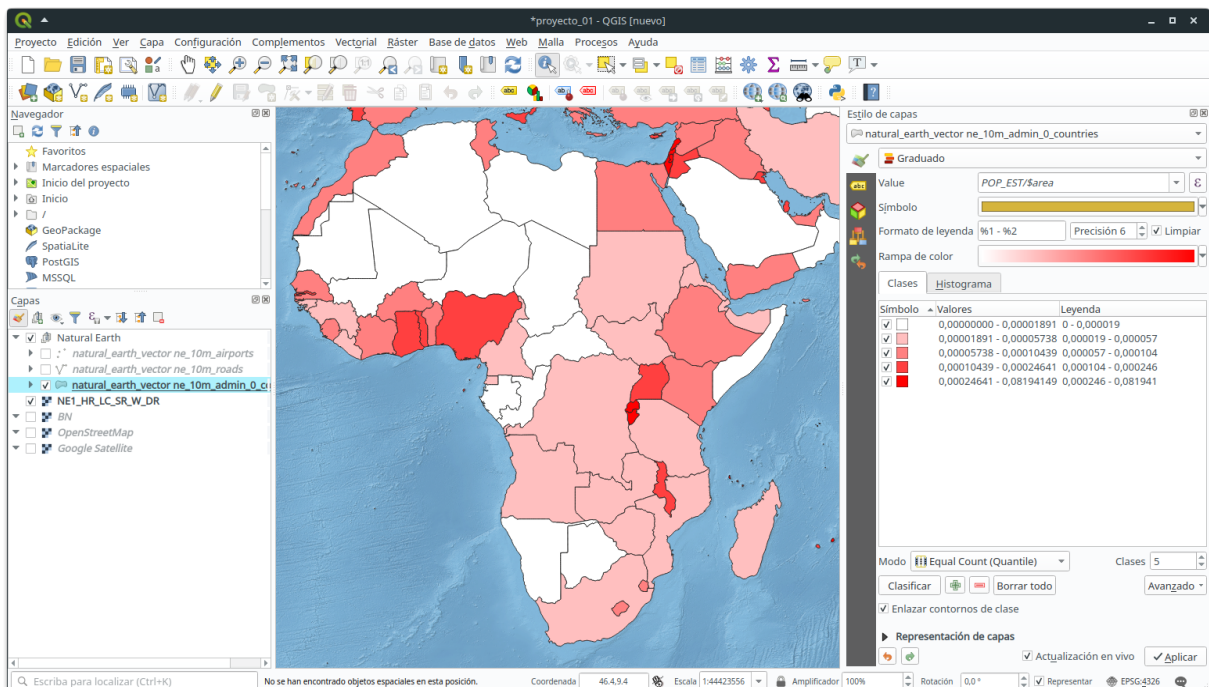 *proyecto_01 - QGIS [nuevo]
Proyecto Edición Ver Capa Configuración Complementos Vectorial Ráster Base de datos Web Malla Procesos Ayuda
Navegador
Favoritos
Marcadores espaciales
Inicio del proyecto
Inicio
/
GeoPackage
SpatiaLite
PostGIS
MSSQL
Capas
Natural Earth
natural_earth_vector ne_10m_airports
natural_earth_vector ne_10m_roads
natural_earth_vector ne_10m_admin_0_co
NE1_HR_LC_SR_W_DR
BN
OpenStreetMap
Google Satellite
Estilo de capas
natural_earth_vector ne_10m_admin_0_countries
Graduado
Value POP_EST/$area
Símbolo
Formato de leyenda %1 - %2 Precisión 6 Limpiar
Rampa de color
Clases Histograma
Símbolo Valores Leyenda
0,00000000 - 0,00001891 0 - 0,000019
0,00001891 - 0,00005738 0,000019 - 0,000057
0,00005738 - 0,00010439 0,000057 - 0,000104
0,00010439 - 0,00024641 0,000104 - 0,000246
0,00024641 - 0,08194149 0,000246 - 0,081941
Modo Equal Count (Quantile) Clases 5
Clasificar Borrar todo Avanzado
Enlazar contornos de clase
Representación de capas
Actualización en vivo Aplicar
Escriba para localizar (Ctrl+K) No se han encontrado objetos espaciales en esta posición. Coordenada 46.4,9.4 Escala 1:44423556 Amplificador 100% Rotación 0,0 ° Representar EPSG:4326